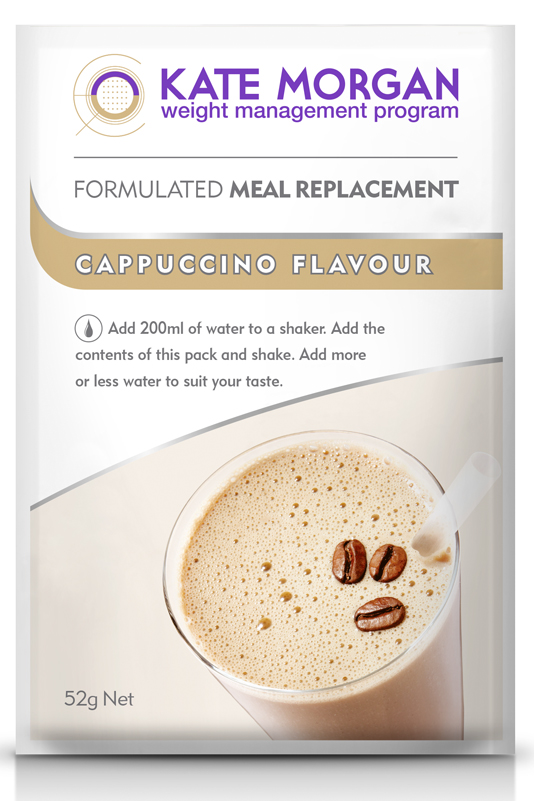 KATE MORGAN
weight management program
FORMULATED MEAL REPLACEMENT
CAPPUCCINO FLAVOUR
Add 200ml of water to a shaker. Add the
contents of this pack and shake. Add more
or less water to suit your taste.
52g Net